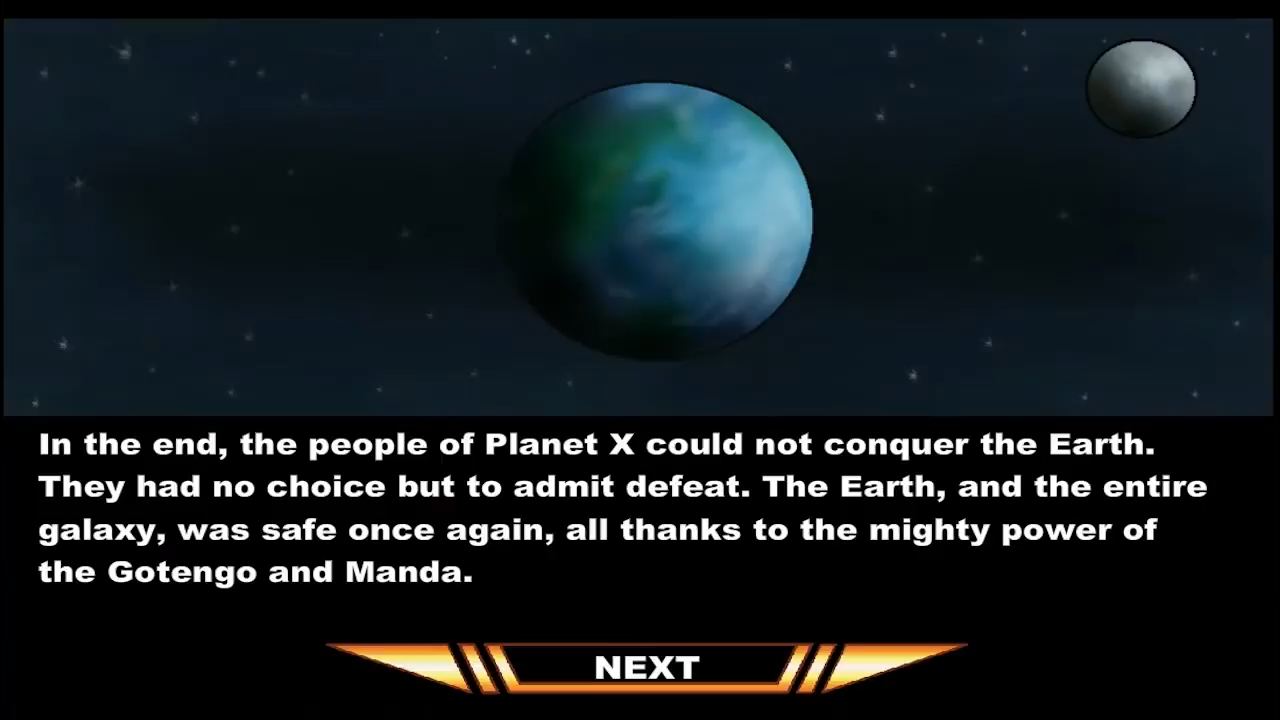 In the end, the people of Planet X could not conquer the Earth.
They had no choice but to admit defeat. The Earth, and the entire
galaxy, was safe once again, all thanks to the mighty power of
the Gotengo and Manda.
NEXT